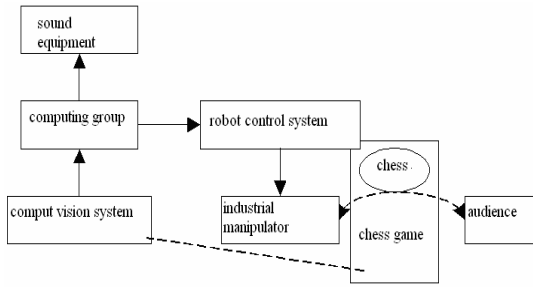 sound
equipment
computing group
robot control system
chess
comput vision system
industrial
manipulator
chess game
audience